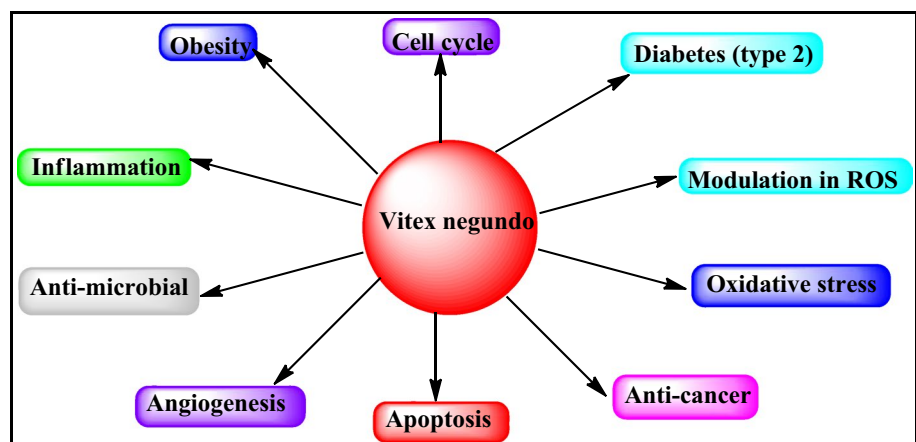 Obesity
Cell cycle
Diabetes (type 2)
Inflammation
Modulation in ROS
Vitex negundo
Anti-microbial
Oxidative stress
Angiogenesis
Apoptosis
Anti-cancer